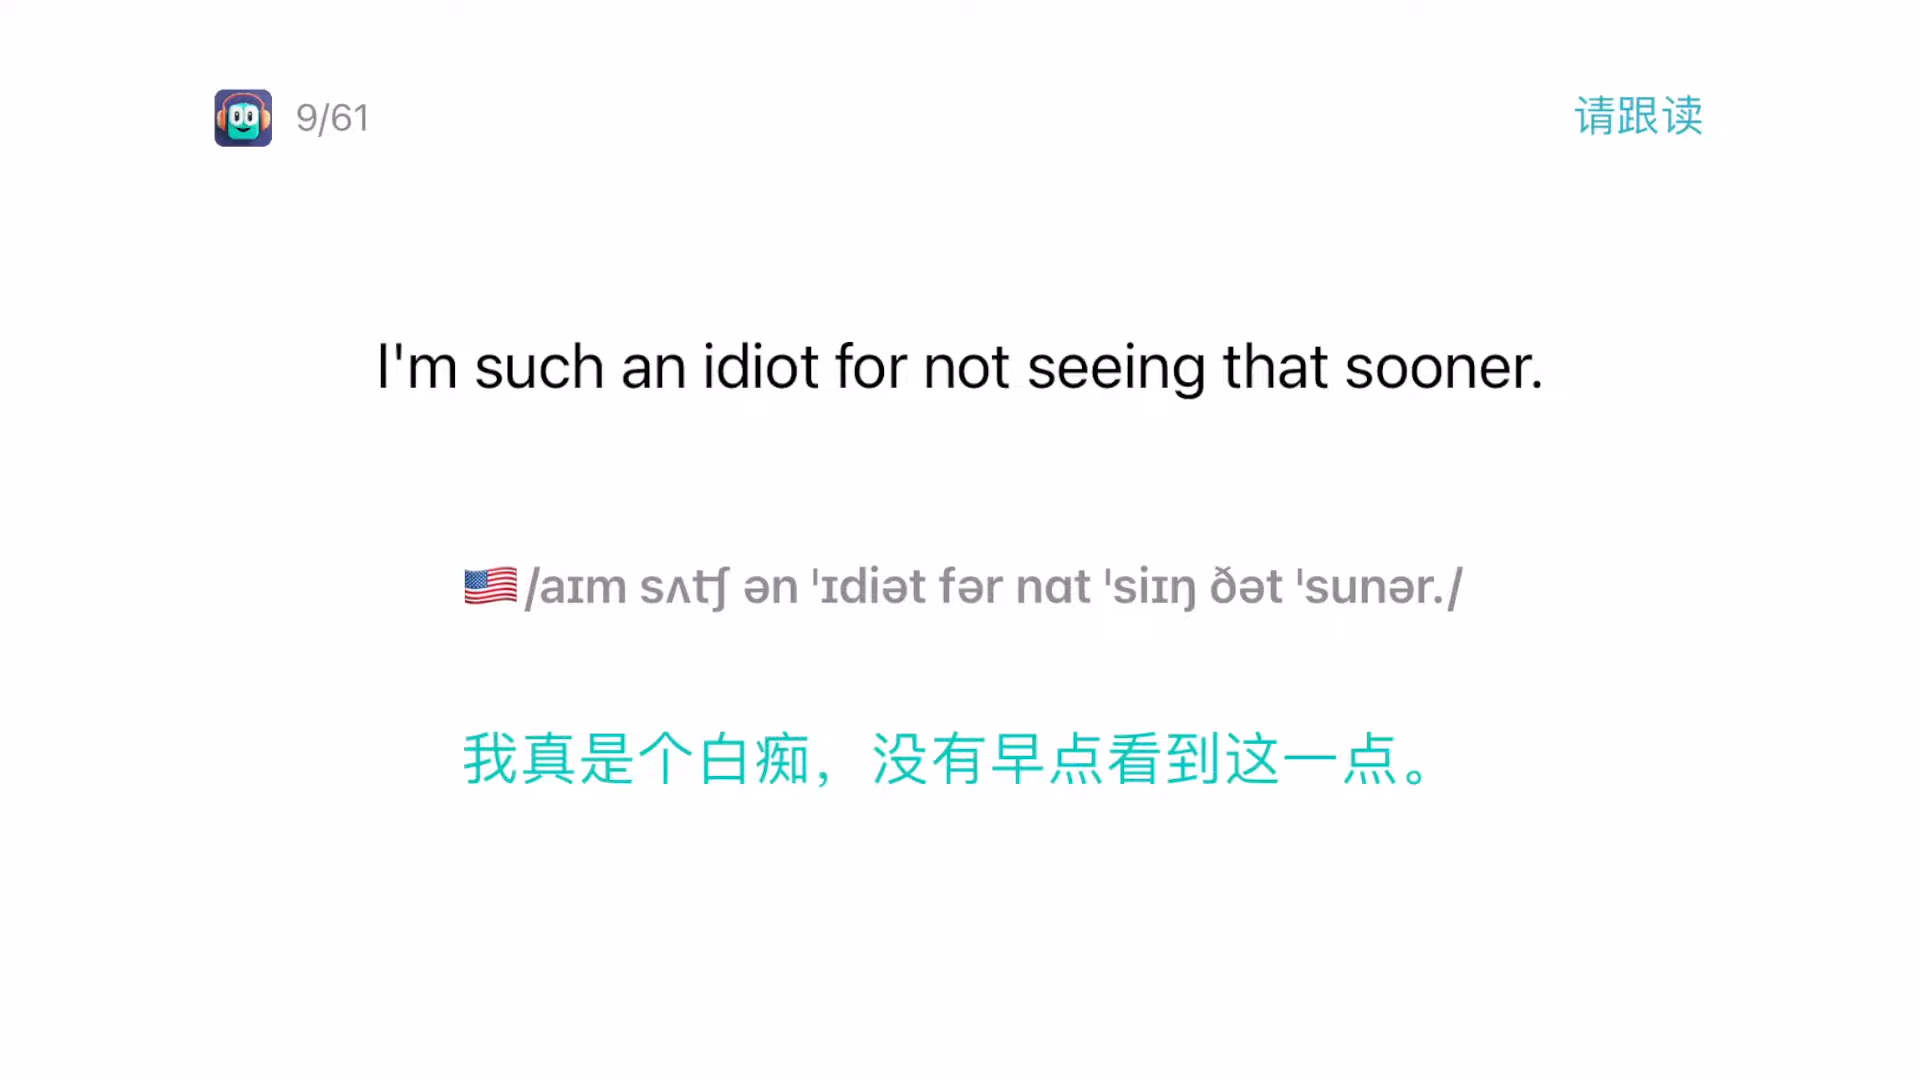 9/61
请跟读
I'm such an idiot for not seeing that sooner.
/aɪm sʌtʃ ən ˈɪdiət fər nɑt ˈsiɪŋ ðət ˈsunər./
我真是个白痴，没有早点看到这一点。